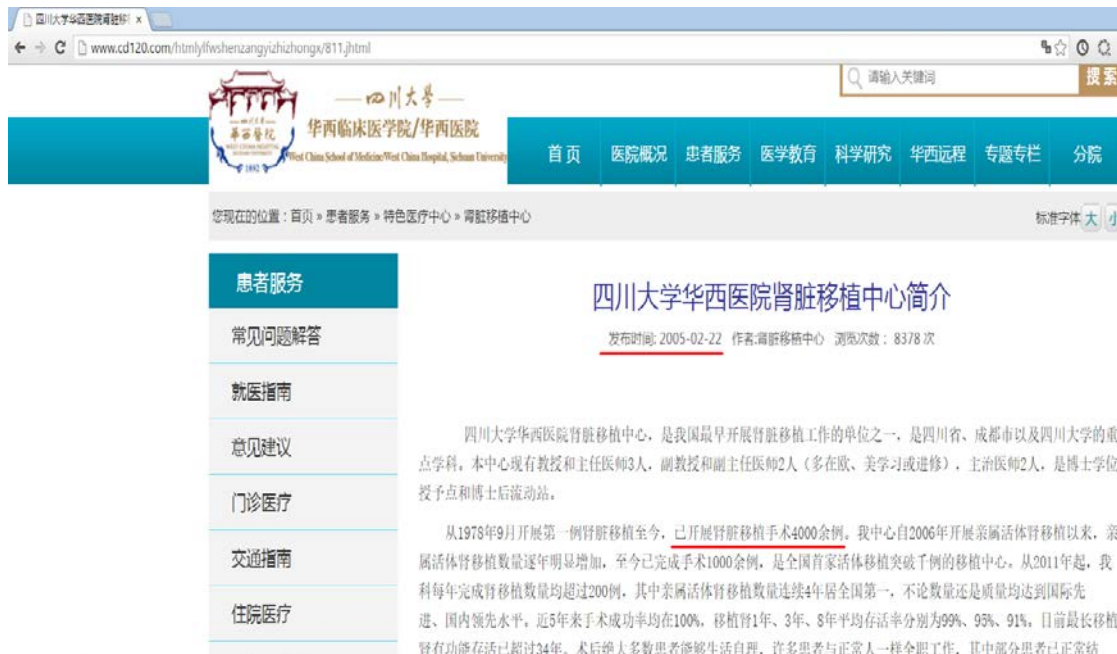 四川大学华西医院肾脏移
www.cd120.com/htmlylfwshenzangyizhizhongx/811.jhtml
请输入关键词
搜索
四川大学
華西醫院
华西临床医学院/华西医院
West China School of Medicine/West China Hospital, Sichuan University
1892
首页 医院概况 患者服务 医学教育 科学研究 华西远程 专题专栏 分院
您现在的位置：首页 » 患者服务 » 特色医疗中心 » 肾脏移植中心
标准字体 大 小
患者服务
常见问题解答
就医指南
意见建议
门诊医疗
交通指南
住院医疗
四川大学华西医院肾脏移植中心简介
发布时间: 2005-02-22 作者:肾脏移植中心 浏览次数： 8378 次
四川大学华西医院肾脏移植中心，是我国最早开展肾脏移植工作的单位之一，是四川省、成都市以及四川大学的重
点学科。本中心现有教授和主任医师3人，副教授和副主任医师2人（多在欧、美学习或进修），主治医师2人，是博士学位
授予点和博士后流动站。
从1978年9月开展第一例肾脏移植至今，已开展肾脏移植手术4000余例。我中心自2006年开展亲属活体肾移植以来，亲
属活体肾移植数量逐年明显增加，至今已完成手术1000余例，是全国首家活体移植突破千例的移植中心。从2011年起，我
科每年完成肾移植数量均超过200例，其中亲属活体肾移植数量连续4年居全国第一，不论数量还是质量均达到国际先
进、国内领先水平。近5年来手术成功率均在100%，移植肾1年、3年、8年平均存活率分别为99%、95%、91%。目前最长移植
肾有功能存活已超过34年。术后绝大多数患者能够生活自理，许多患者与正常人一样全职工作，其中部分患者已正常结